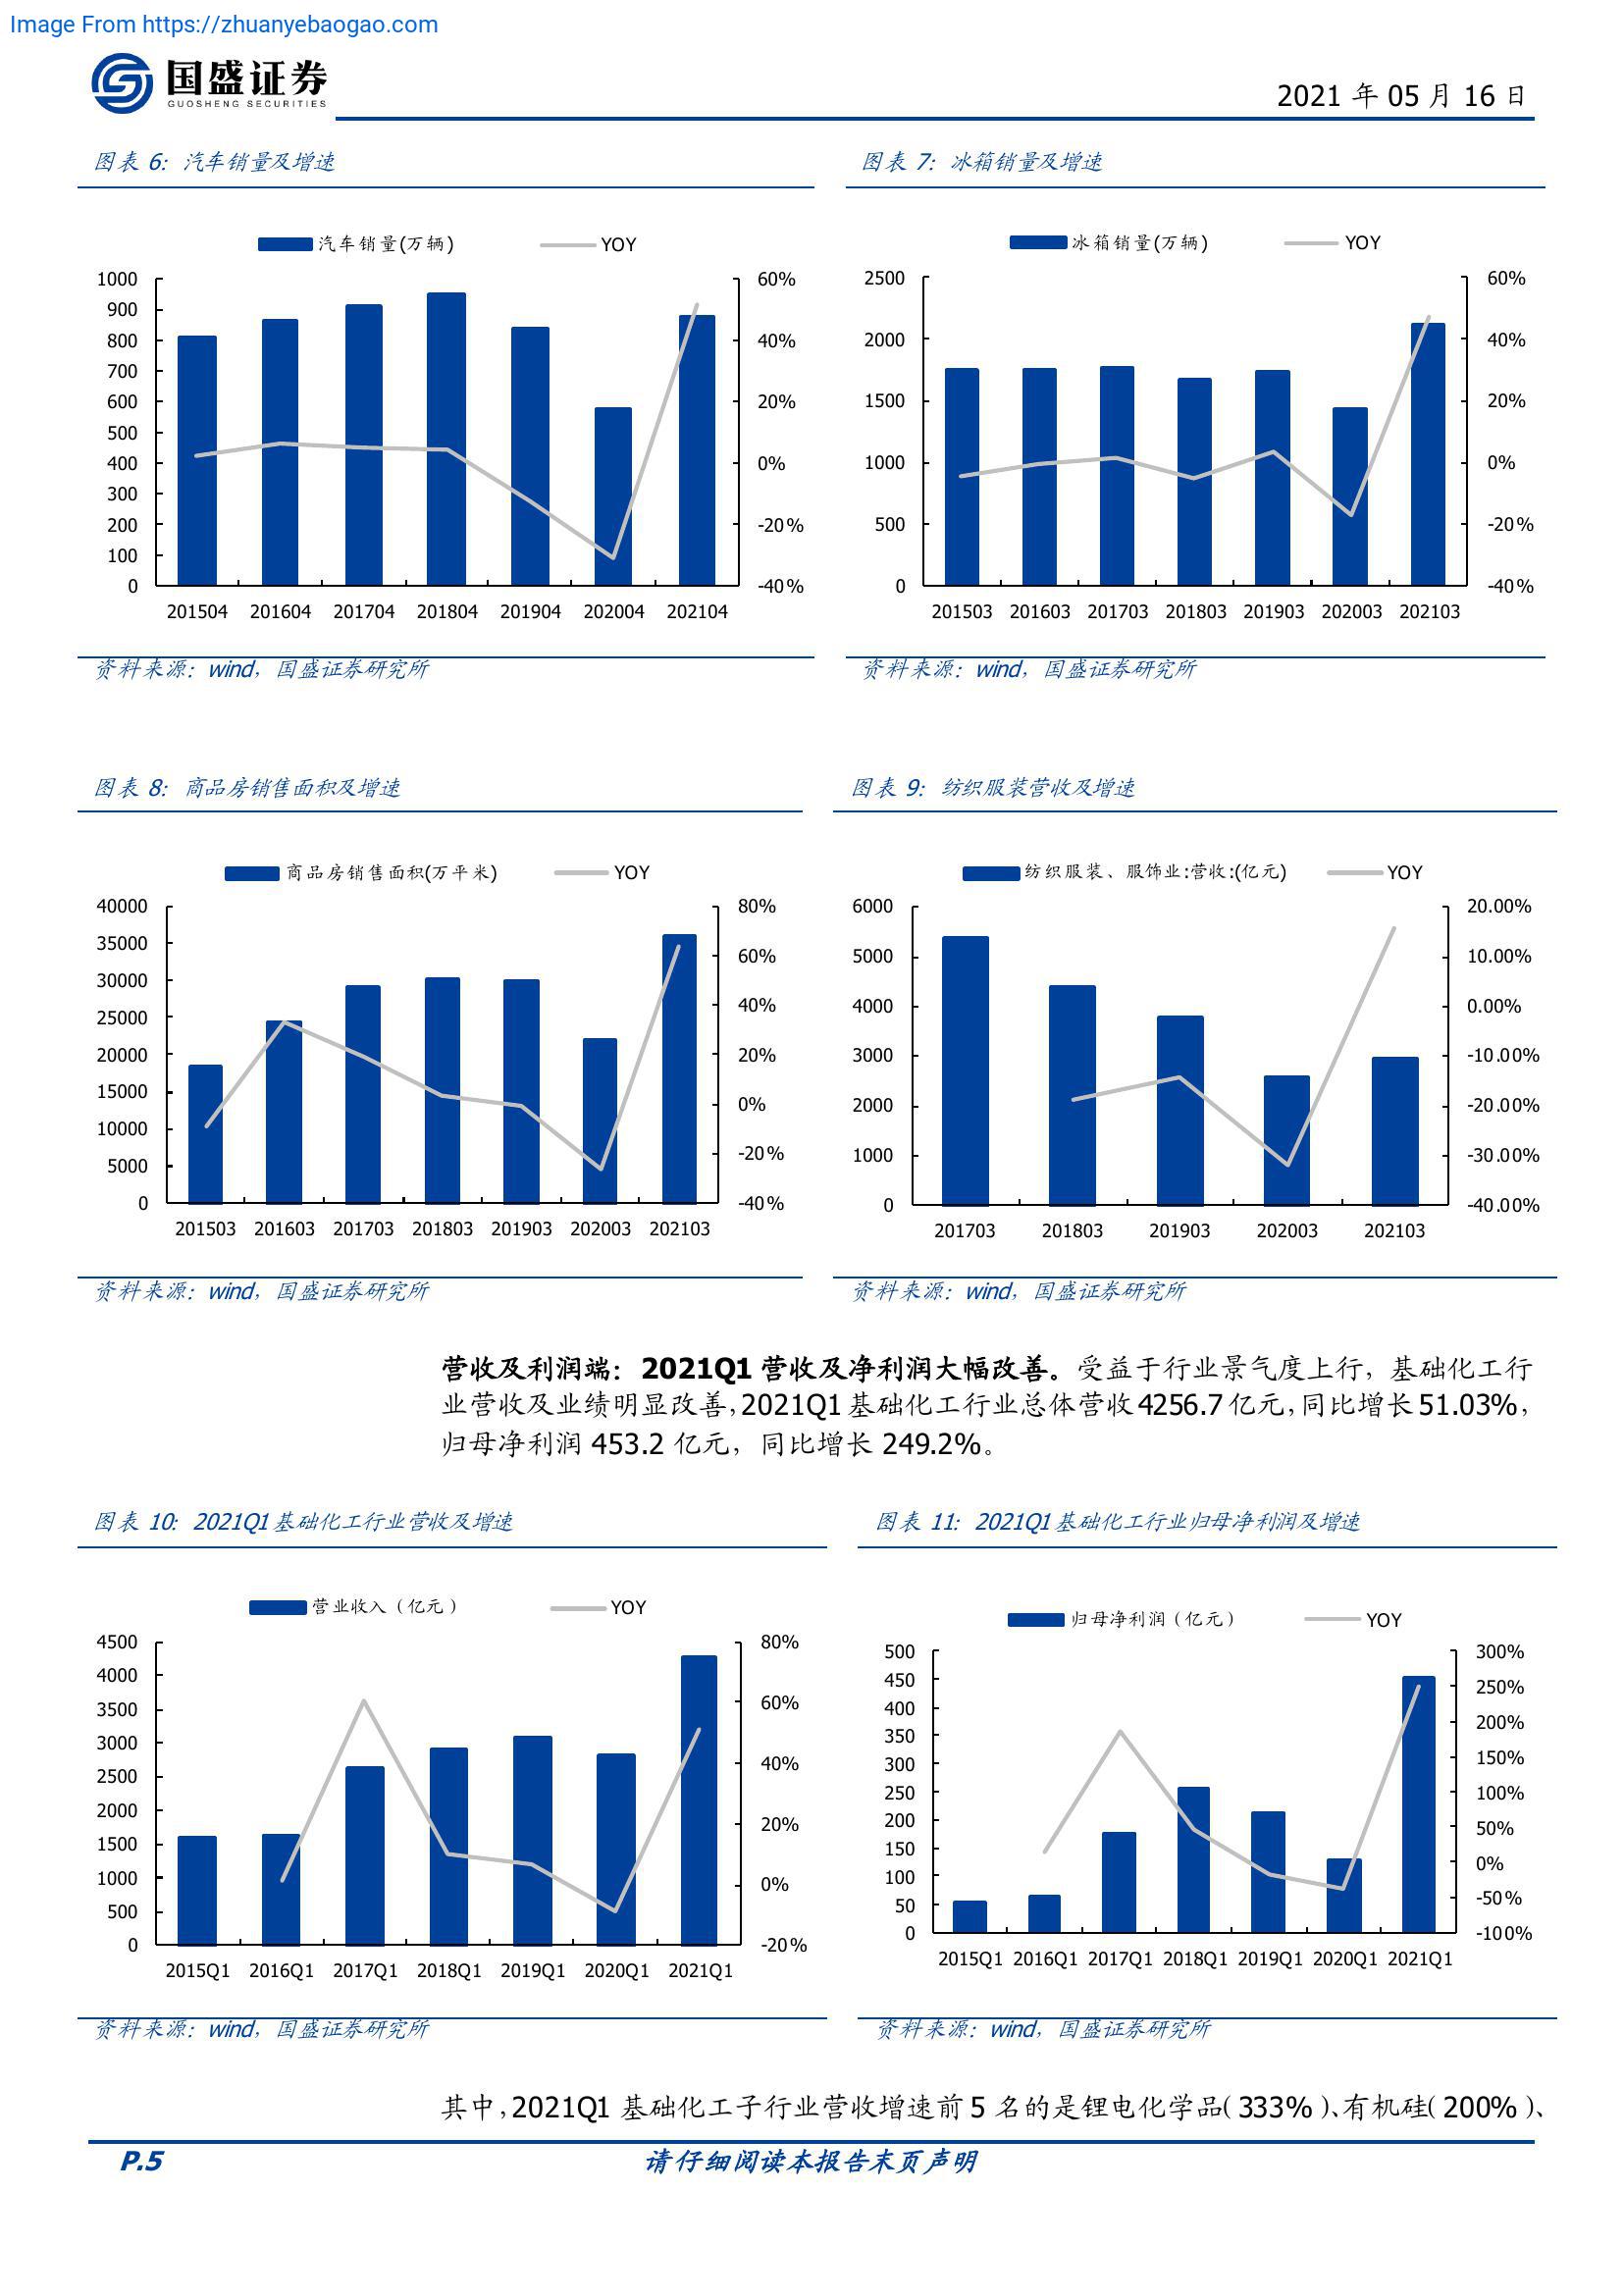 Image From https://zhuanyebaogao.com
国盛证券
GUOSHENG SECURITIES
2021 年 05 月 16 日
图表 6：汽车销量及增速
汽车销量(万辆) YOY
1000
900
800
700
600
500
400
300
200
100
0
60%
40%
20%
0%
-20%
-40%
201504 201604 201704 201804 201904 202004 202104
资料来源：wind，国盛证券研究所
图表 7：冰箱销量及增速
冰箱销量(万辆) YOY
2500
2000
1500
1000
500
0
60%
40%
20%
0%
-20%
-40%
201503 201603 201703 201803 201903 202003 202103
资料来源：wind，国盛证券研究所
图表 8：商品房销售面积及增速
商品房销售面积(万平米) YOY
40000
35000
30000
25000
20000
15000
10000
5000
0
80%
60%
40%
20%
0%
-20%
-40%
201503 201603 201703 201803 201903 202003 202103
资料来源：wind，国盛证券研究所
图表 9：纺织服装营收及增速
纺织服装、服饰业:营收:(亿元) YOY
6000
5000
4000
3000
2000
1000
0
20.00%
10.00%
0.00%
-10.00%
-20.00%
-30.00%
-40.00%
201703 201803 201903 202003 202103
资料来源：wind，国盛证券研究所
营收及利润端：2021Q1 营收及净利润大幅改善。受益于行业景气度上行，基础化工行
业营收及业绩明显改善，2021Q1 基础化工行业总体营收 4256.7 亿元，同比增长 51.03%，
归母净利润 453.2 亿元，同比增长 249.2%。
图表 10：2021Q1 基础化工行业营收及增速
营业收入（亿元） YOY
4500
4000
3500
3000
2500
2000
1500
1000
500
0
80%
60%
40%
20%
0%
-20%
2015Q1 2016Q1 2017Q1 2018Q1 2019Q1 2020Q1 2021Q1
资料来源：wind，国盛证券研究所
图表 11：2021Q1 基础化工行业归母净利润及增速
归母净利润（亿元） YOY
500
450
400
350
300
250
200
150
100
50
0
300%
250%
200%
150%
100%
50%
0%
-50%
-100%
2015Q1 2016Q1 2017Q1 2018Q1 2019Q1 2020Q1 2021Q1
资料来源：wind，国盛证券研究所
其中，2021Q1 基础化工子行业营收增速前 5 名的是锂电化学品（333%）、有机硅（200%）、
P.5
请仔细阅读本报告末页声明